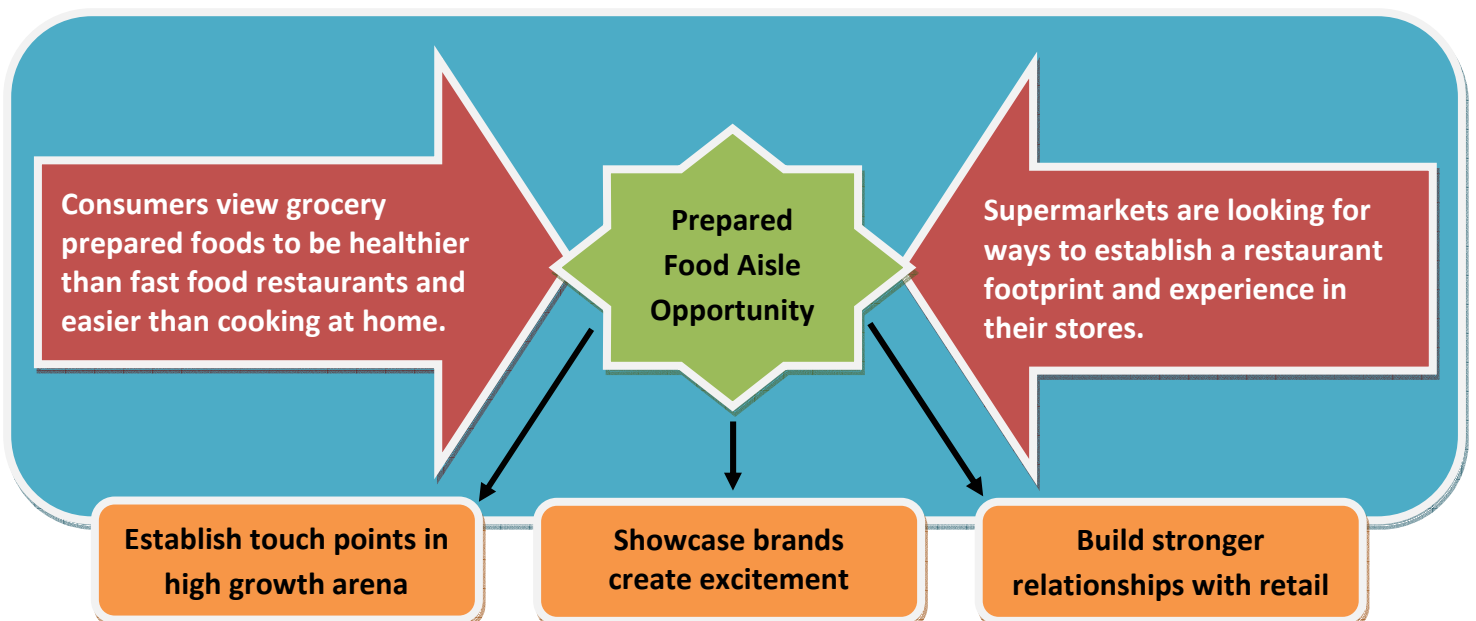 Consumers view grocery
prepared foods to be healthier
than fast food restaurants and
easier than cooking at home.
Prepared
Food Aisle
Opportunity
Supermarkets are looking for
ways to establish a restaurant
footprint and experience in
their stores.
Establish touch points in
high growth arena
Showcase brands
create excitement
Build stronger
relationships with retail